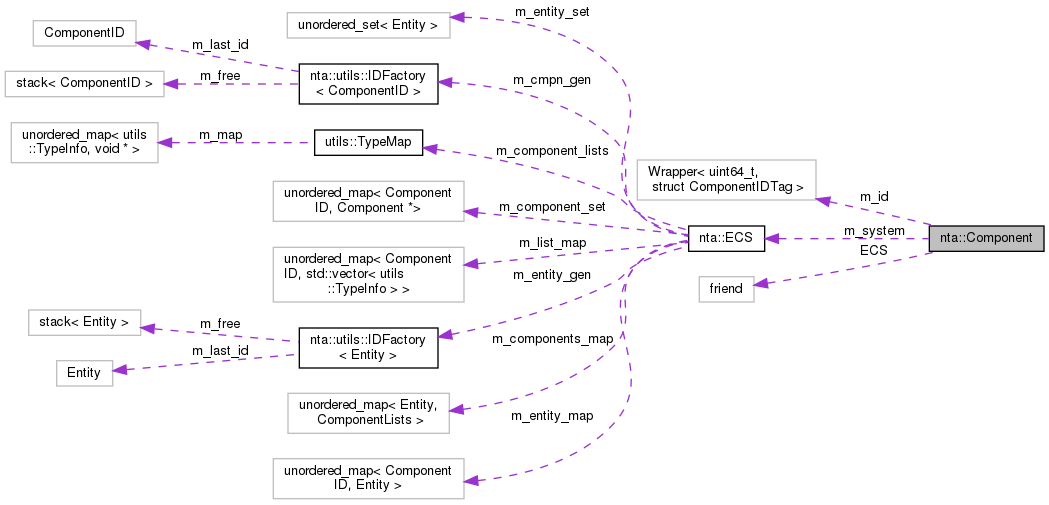 m_entity_set
unordered_set< Entity >
ComponentID
m_last_id
nta::utils::IDFactory
< ComponentID >
m_cmpn_gen
stack< ComponentID >
m_free
unordered_map< utils
::TypeInfo, void * >
m_map
utils::TypeMap
m_component_lists
Wrapper< uint64_t,
struct ComponentIDTag >
m_id
unordered_map< Component
ID, Component *>
m_component_set
nta::ECS
m_system
nta::Component
ECS
m_list_map
unordered_map< Component
ID, std::vector< utils
::TypeInfo > >
m_entity_gen
friend
stack< Entity >
m_free
nta::utils::IDFactory
< Entity >
m_last_id
Entity
m_components_map
unordered_map< Entity,
ComponentLists >
m_entity_map
unordered_map< Component
ID, Entity >